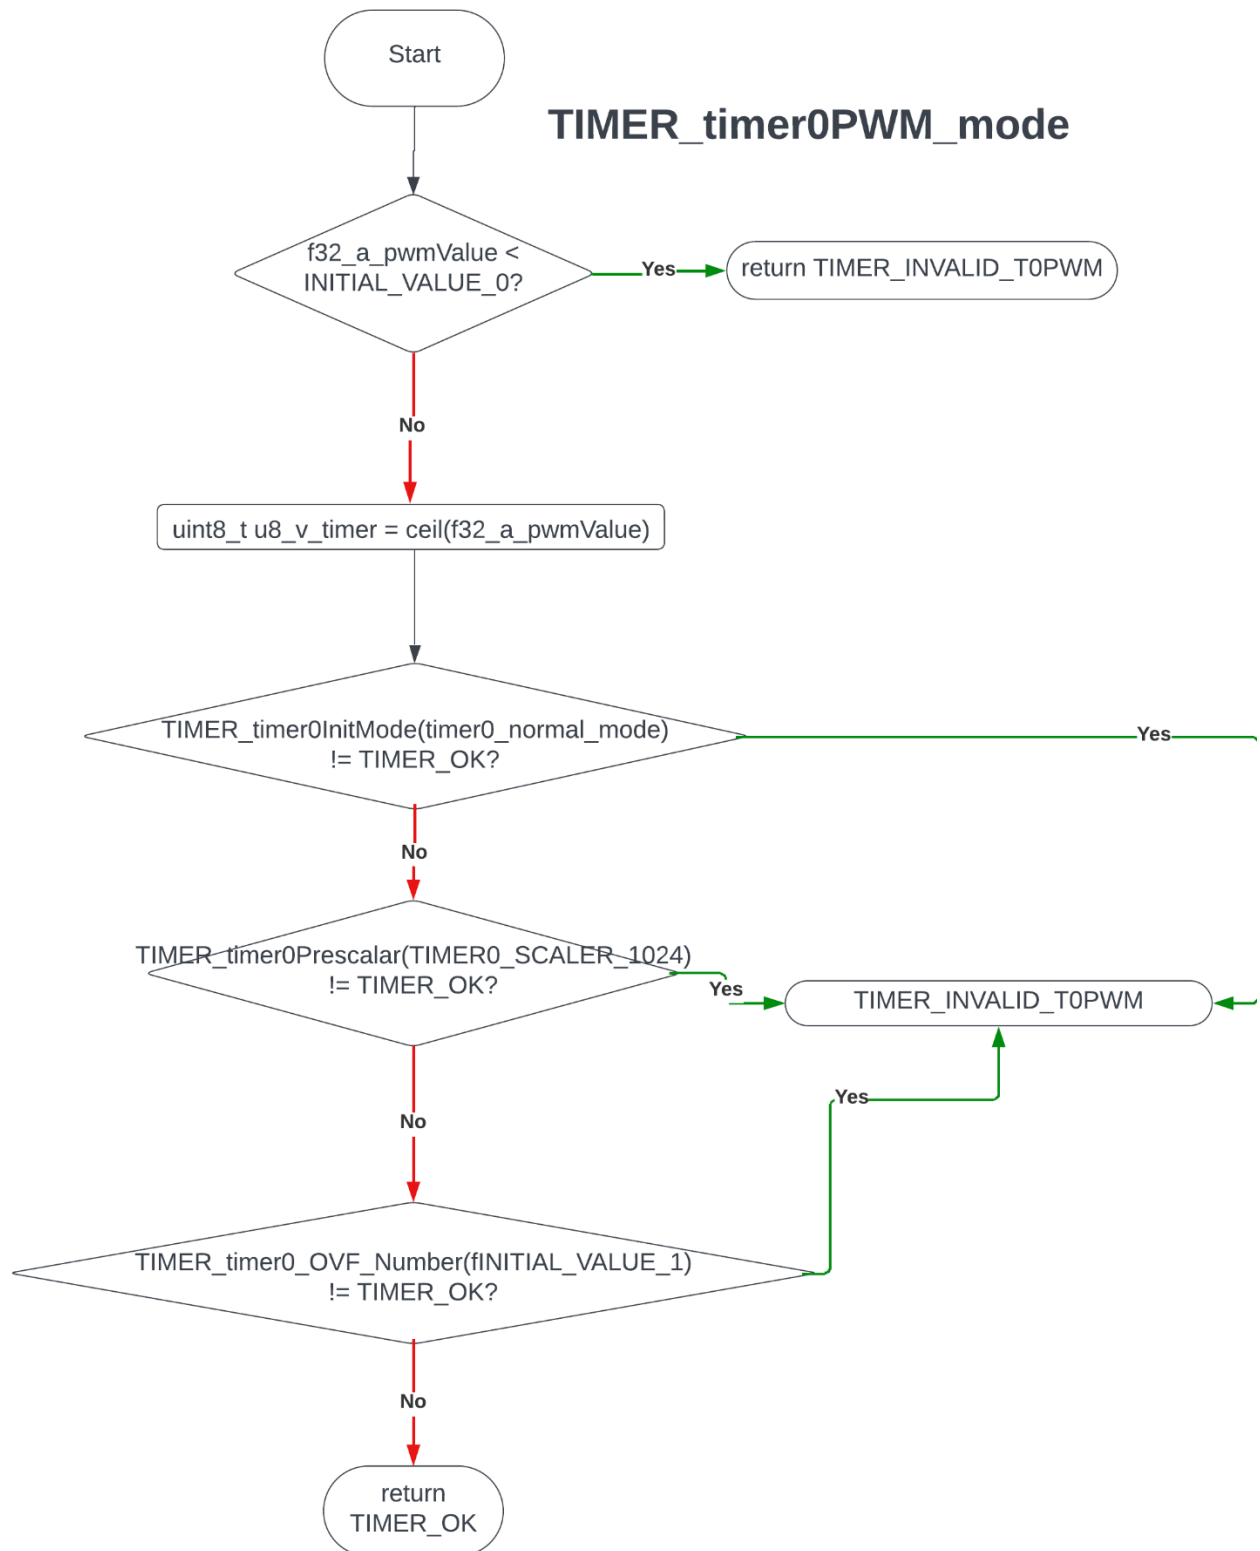 Start
TIMER_timer0PWM_mode
f32_a_pwmValue <
INITIAL_VALUE_0?
Yes
return TIMER_INVALID_T0PWM
No
uint8_t u8_v_timer = ceil(f32_a_pwmValue)
TIMER_timer0InitMode(timer0_normal_mode)
!= TIMER_OK?
Yes
No
TIMER_timer0Prescalar(TIMER0_SCALER_1024)
!= TIMER_OK?
Yes
TIMER_INVALID_T0PWM
Yes
No
TIMER_timer0_OVF_Number(fINITIAL_VALUE_1)
!= TIMER_OK?
No
return
TIMER_OK